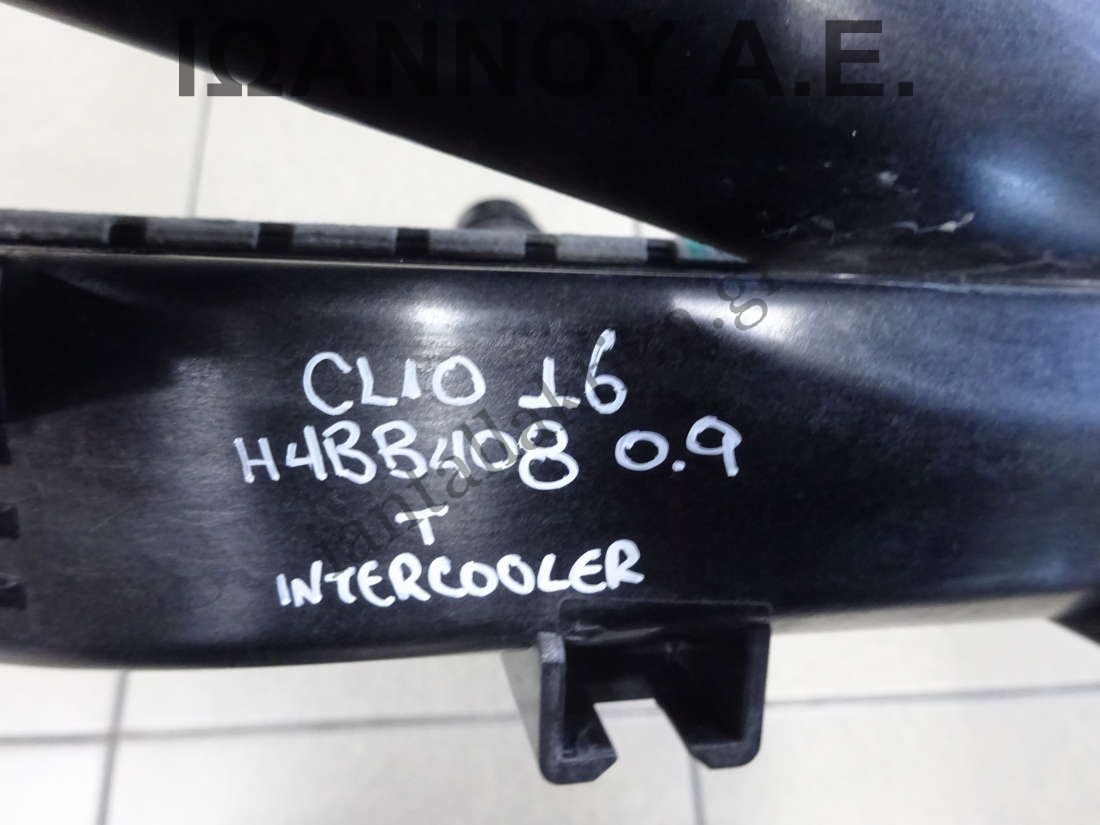 ΙΩΑΝΝΟΥ Α.Ε.
CLIO 16
H4BB408 0.9
T
INTERCOOLER